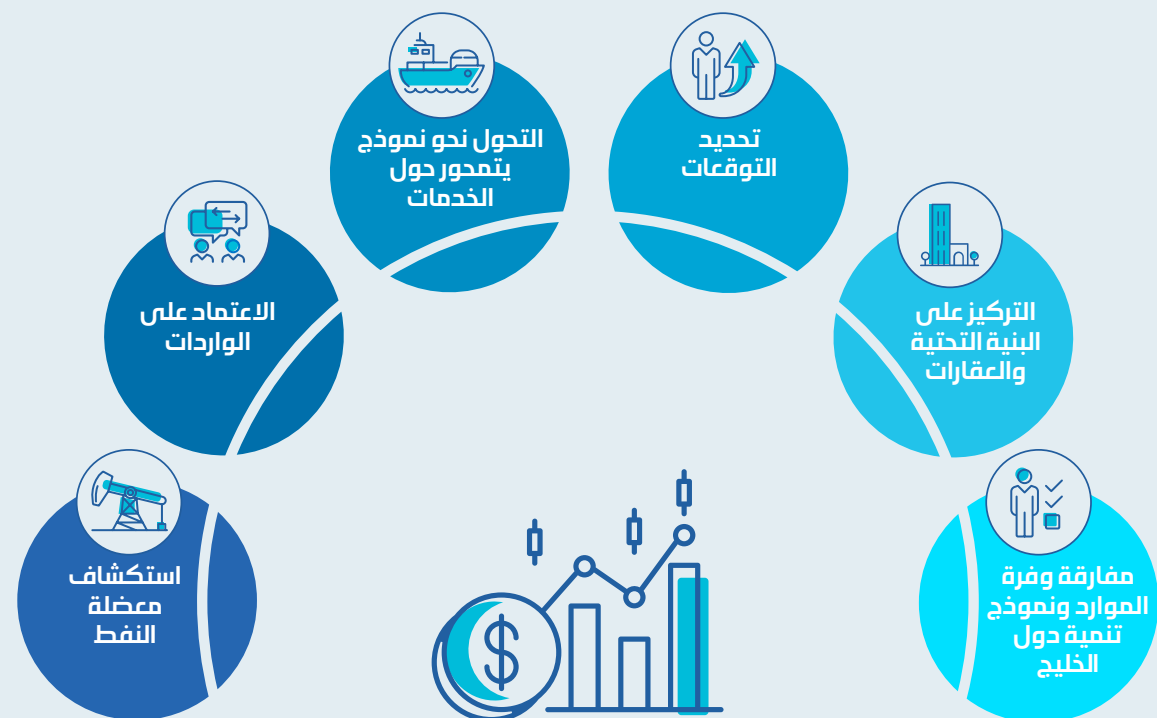 مفارقة وفرة
الموارد ونموذج
تنمية دول
الخليج
التركيز على
البنية التحتية
والعقارات
تحديد
التوقعات
التحول نحو نموذج
يتمحور حول
الخدمات
الاعتماد على
الواردات
استكشاف
معضلة
النفط
$